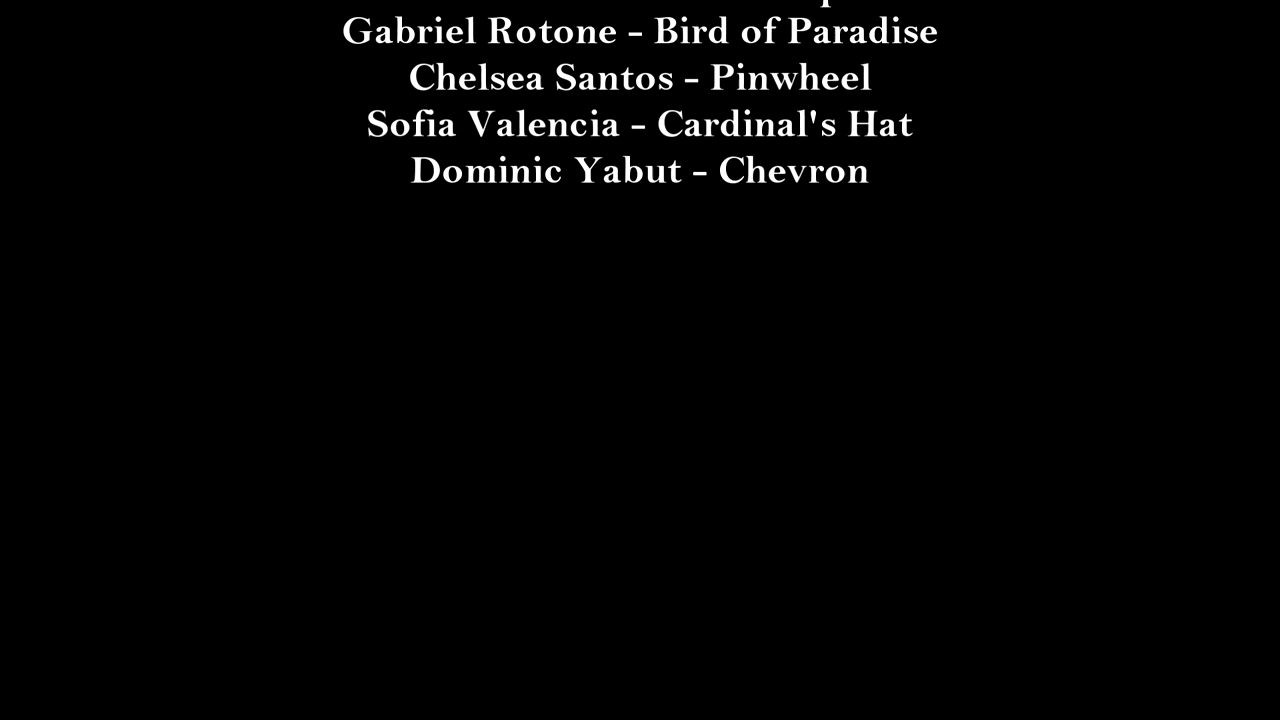 Gabriel Rotone - Bird of Paradise
Chelsea Santos - Pinwheel
Sofia Valencia - Cardinal's Hat
Dominic Yabut - Chevron